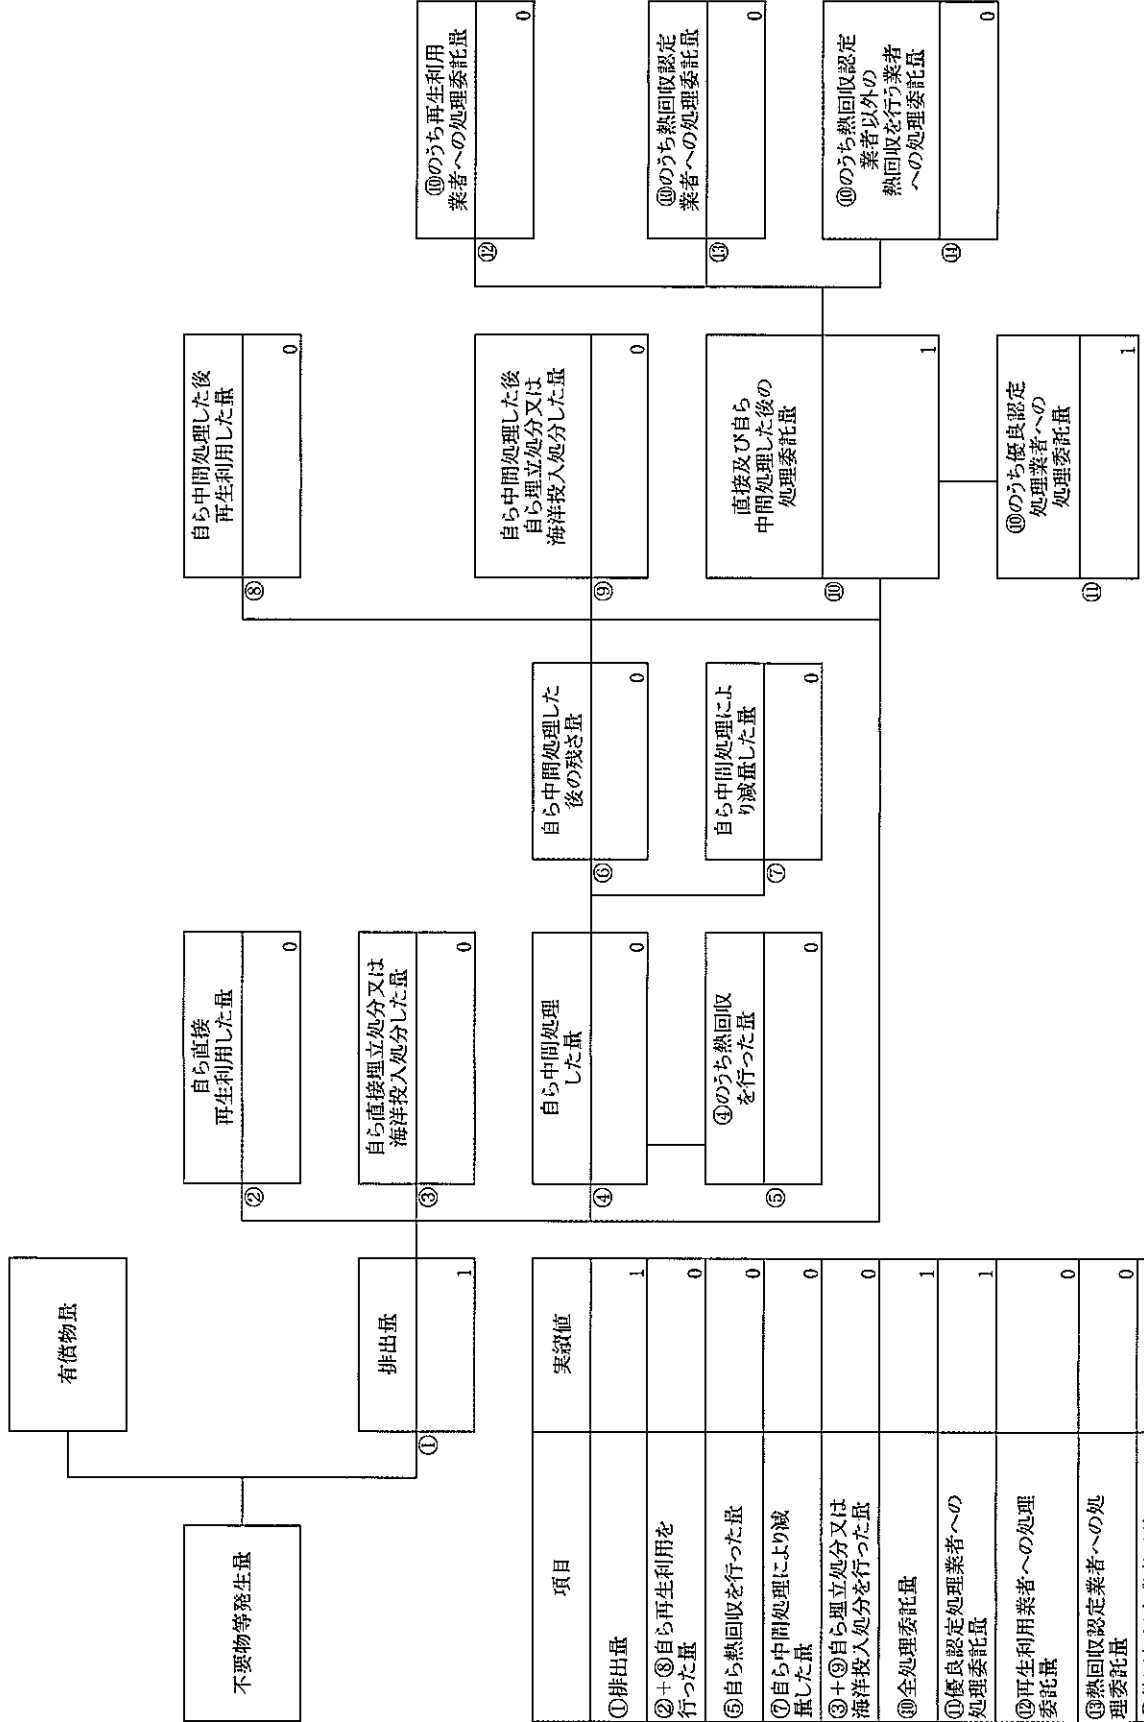 不要物等発生量
有償物量
排出量
①
1
自ら直接
再生利用した量
②
0
自ら直接埋立処分又は
海洋投入処分した量
③
0
自ら中間処理
した量
④
0
④のうち熱回収
を行った量
⑤
0
自ら中間処理した
後の残さ量
⑥
0
自ら中間処理によ
り減量した量
⑦
0
自ら中間処理した後
再生利用した量
⑧
0
自ら中間処理した後
自ら埋立処分又は
海洋投入処分した量
⑨
0
直接及び自ら
中間処理した後の
処理委託量
⑩
1
⑩のうち優良認定
処理業者への
処理委託量
⑪
1
⑩のうち再生利用
業者への処理委託量
⑫
0
⑩のうち熱回収認定
業者への処理委託量
⑬
0
⑩のうち熱回収認定
業者以外の
熱回収を行う業者
への処理委託量
⑭
0
項目 実績値
①排出量 1
②+⑧自ら再生利用を
行った量 0
⑤自ら熱回収を行った量 0
⑦自ら中間処理により減
量した量 0
③+⑨自ら埋立処分又は
海洋投入処分を行った量 0
⑩全処理委託量 1
⑪優良認定処理業者への
処理委託量 1
⑫再生利用業者への処理
委託量 0
⑬熱回収認定業者への処
理委託量 0